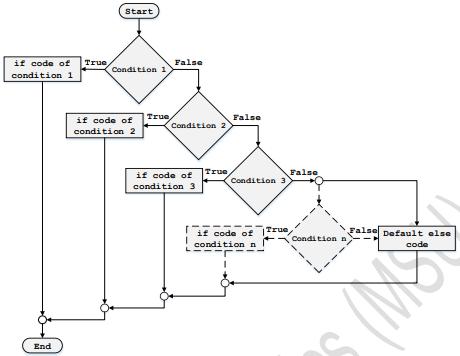 Start
True
Condition 1
False
if code of
condition 1
True
Condition 2
False
if code of
condition 2
True
Condition 3
False
if code of
condition 3
True
Condition n
False
if code of
condition n
Default else
code
End
(MSc)